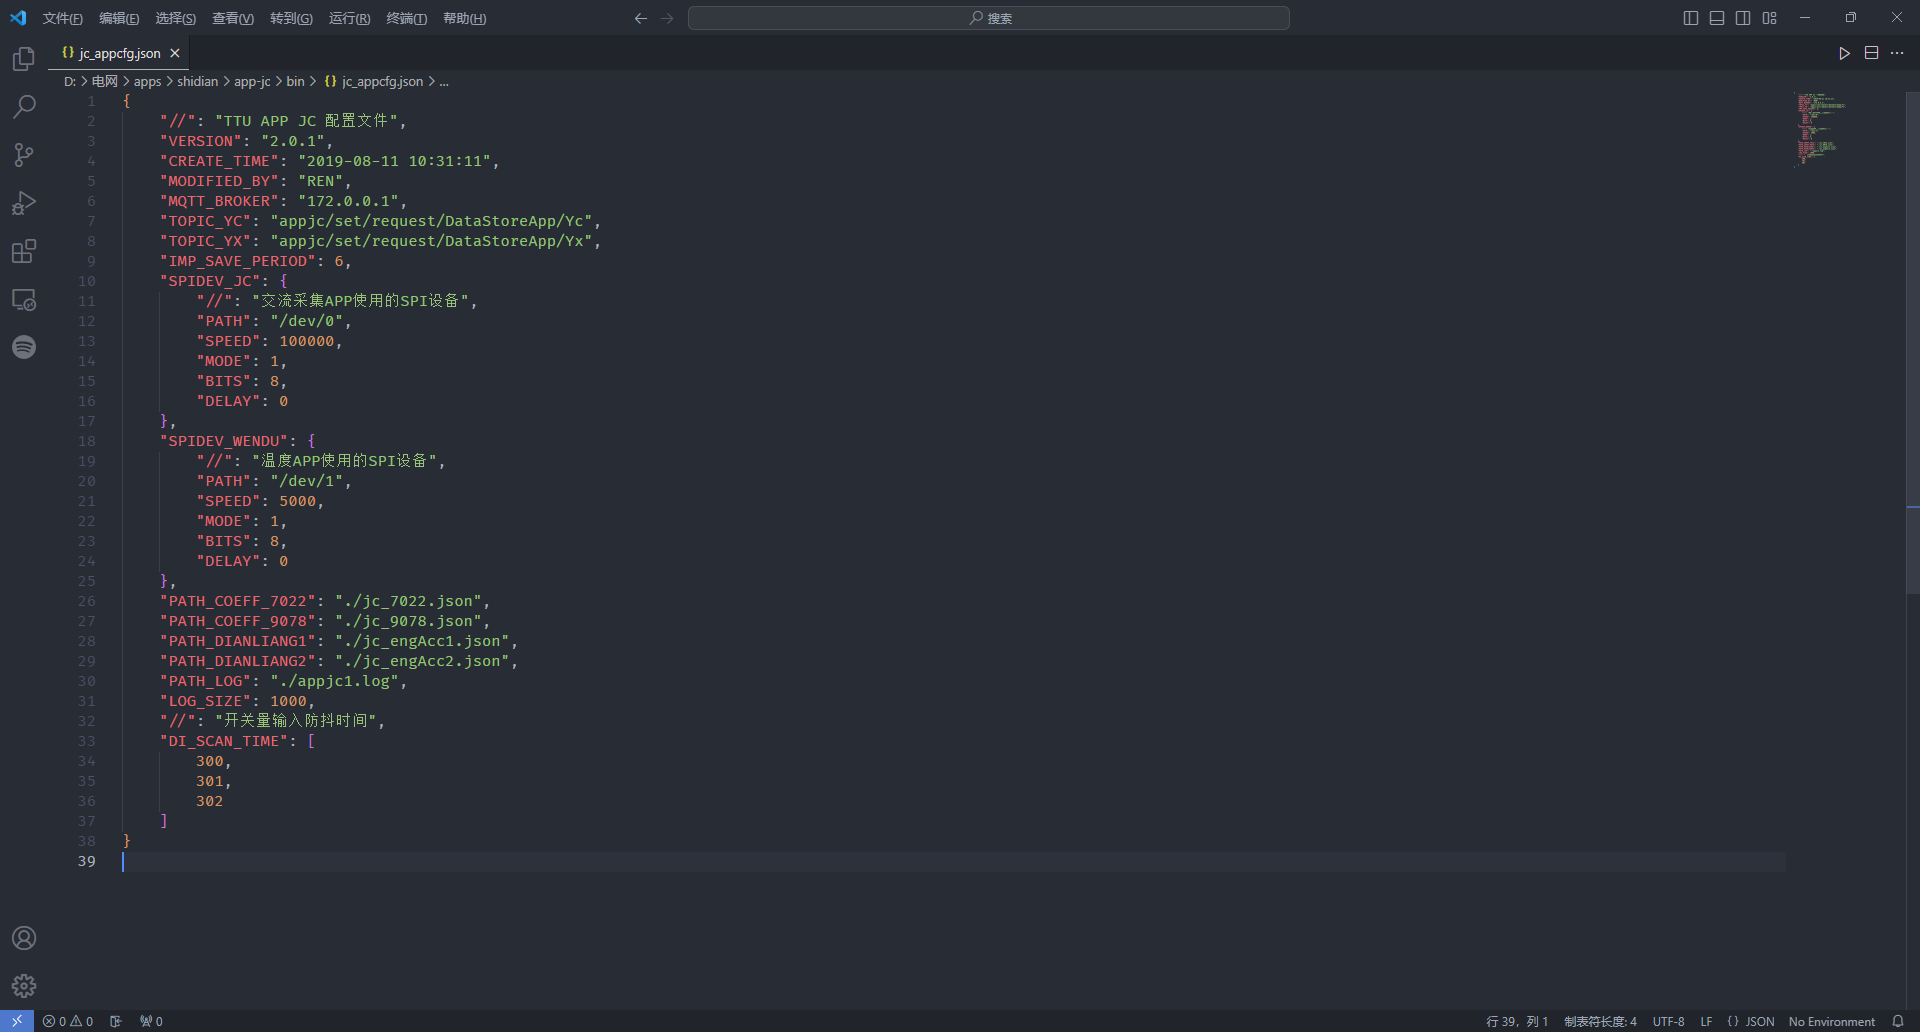 文件(F) 编辑(E) 选择(S) 查看(V) 转到(G) 运行(R) 终端(T) 帮助(H) 搜索
{} jc_appcfg.json
D: > 电网 > apps > shidian > app-jc > bin > {} jc_appcfg.json > ...
1 {
2 "//": "TTU APP JC 配置文件",
3 "VERSION": "2.0.1",
4 "CREATE_TIME": "2019-08-11 10:31:11",
5 "MODIFIED_BY": "REN",
6 "MQTT_BROKER": "172.0.0.1",
7 "TOPIC_YC": "appjc/set/request/DataStoreApp/Yc",
8 "TOPIC_YX": "appjc/set/request/DataStoreApp/Yx",
9 "IMP_SAVE_PERIOD": 6,
10 "SPIDEV_JC": {
11 "//": "交流采集APP使用的SPI设备",
12 "PATH": "/dev/0",
13 "SPEED": 100000,
14 "MODE": 1,
15 "BITS": 8,
16 "DELAY": 0
17 },
18 "SPIDEV_WENDU": {
19 "//": "温度APP使用的SPI设备",
20 "PATH": "/dev/1",
21 "SPEED": 5000,
22 "MODE": 1,
23 "BITS": 8,
24 "DELAY": 0
25 },
26 "PATH_COEFF_7022": "./jc_7022.json",
27 "PATH_COEFF_9078": "./jc_9078.json",
28 "PATH_DIANLIANG1": "./jc_engAcc1.json",
29 "PATH_DIANLIANG2": "./jc_engAcc2.json",
30 "PATH_LOG": "./appjc1.log",
31 "LOG_SIZE": 1000,
32 "//": "开关量输入防抖时间",
33 "DI_SCAN_TIME": [
34 300,
35 301,
36 302
37 ]
38 }
39
0 0 0 行 39，列 1 制表符长度: 4 UTF-8 LF {} JSON No Environment